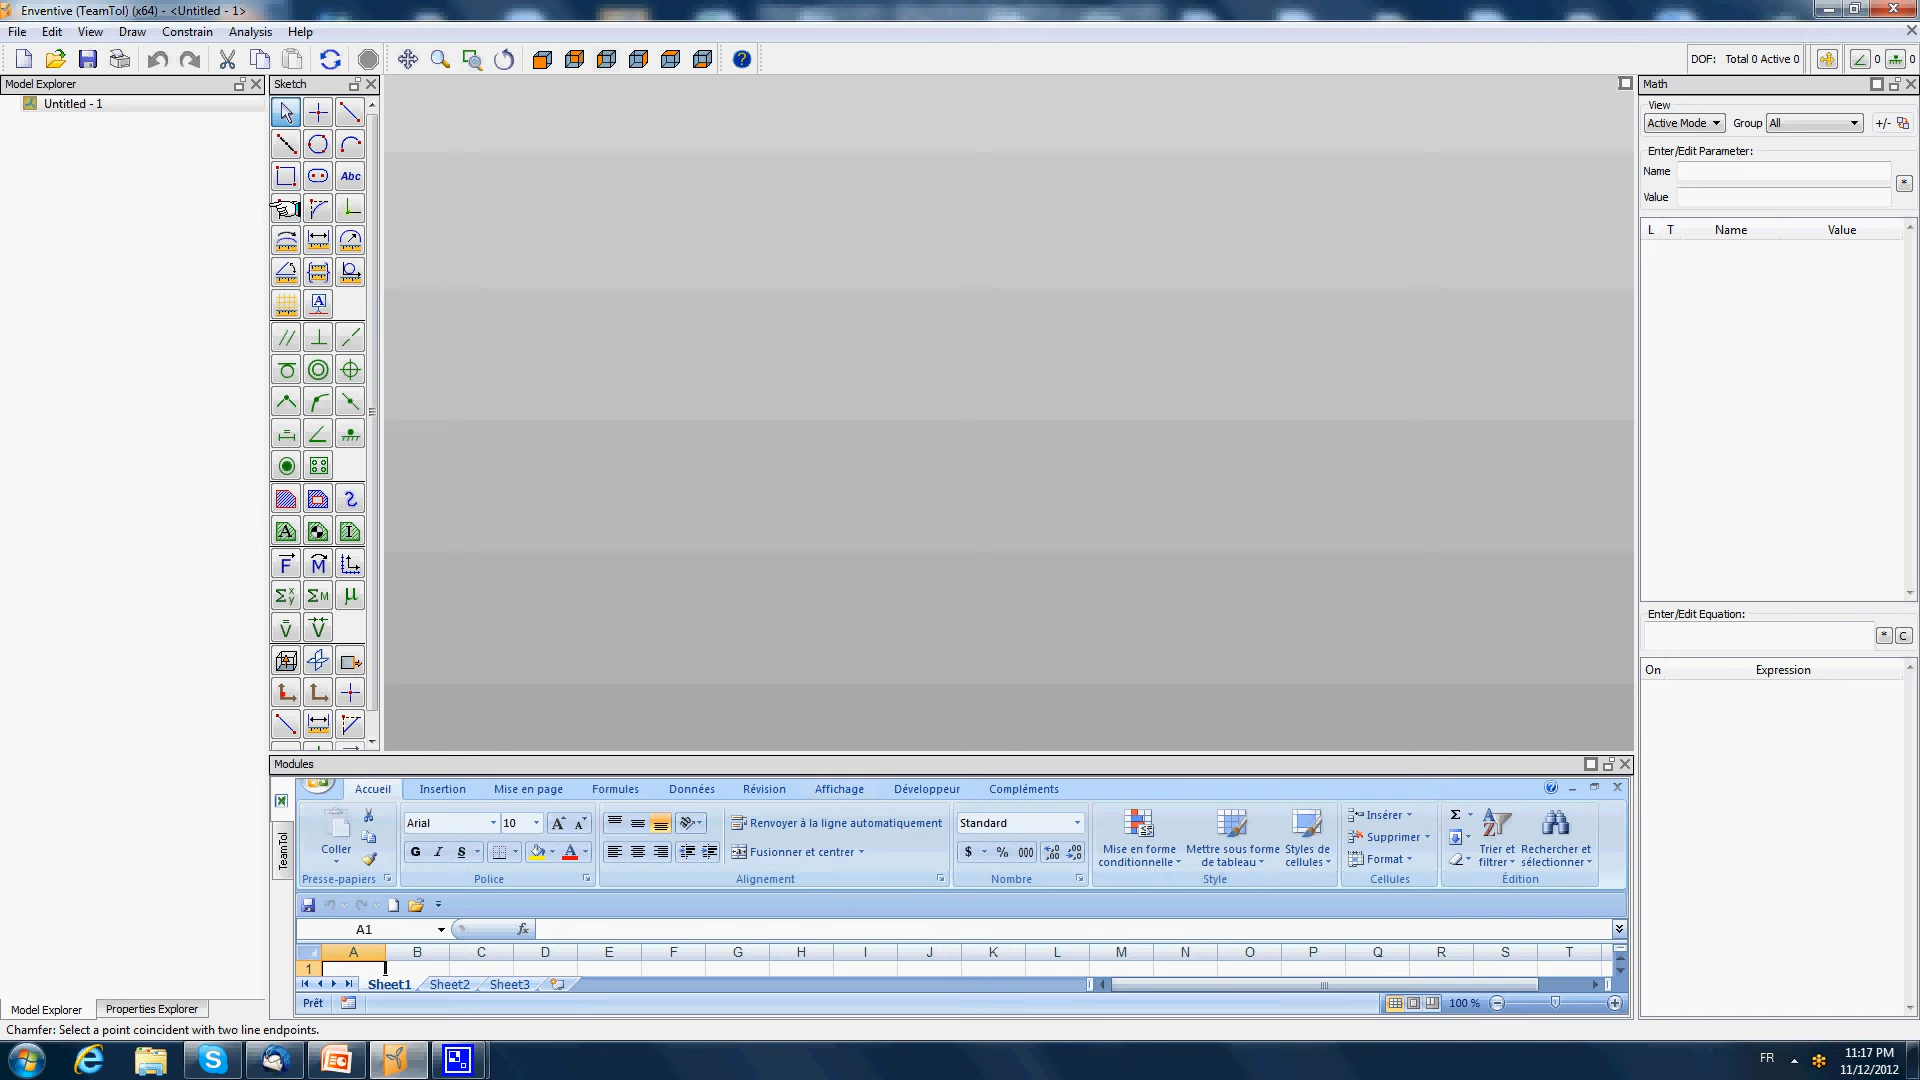 Enventive (TeamTol) (x64) - <Untitled - 1>
File Edit View Draw Constrain Analysis Help
DOF: Total 0 Active 0 0 0
Model Explorer
Untitled - 1
Sketch
Abc
A
A I
F M
Σxy ΣM μ
V V
Math
View
Active Mode Group All +/-
Enter/Edit Parameter:
Name
*
Value
L T Name Value
Enter/Edit Equation:
* C
On Expression
Modules
TeamTol
Accueil Insertion Mise en page Formules Données Révision Affichage Développeur Compléments
Coller
Presse-papiers
Arial 10
G I S
Police
Renvoyer à la ligne automatiquement
Fusionner et centrer
Alignement
Standard
$ % 000
Nombre
Mise en forme conditionnelle
Mettre sous forme de tableau
Styles de cellules
Style
Insérer
Supprimer
Format
Cellules
Trier et filtrer
Rechercher et sélectionner
Édition
A1 fx
A B C D E F G H I J K L M N O P Q R S T
1
Sheet1 Sheet2 Sheet3
Prêt 100 %
Model Explorer Properties Explorer
Chamfer: Select a point coincident with two line endpoints.
FR 11:17 PM
11/12/2012